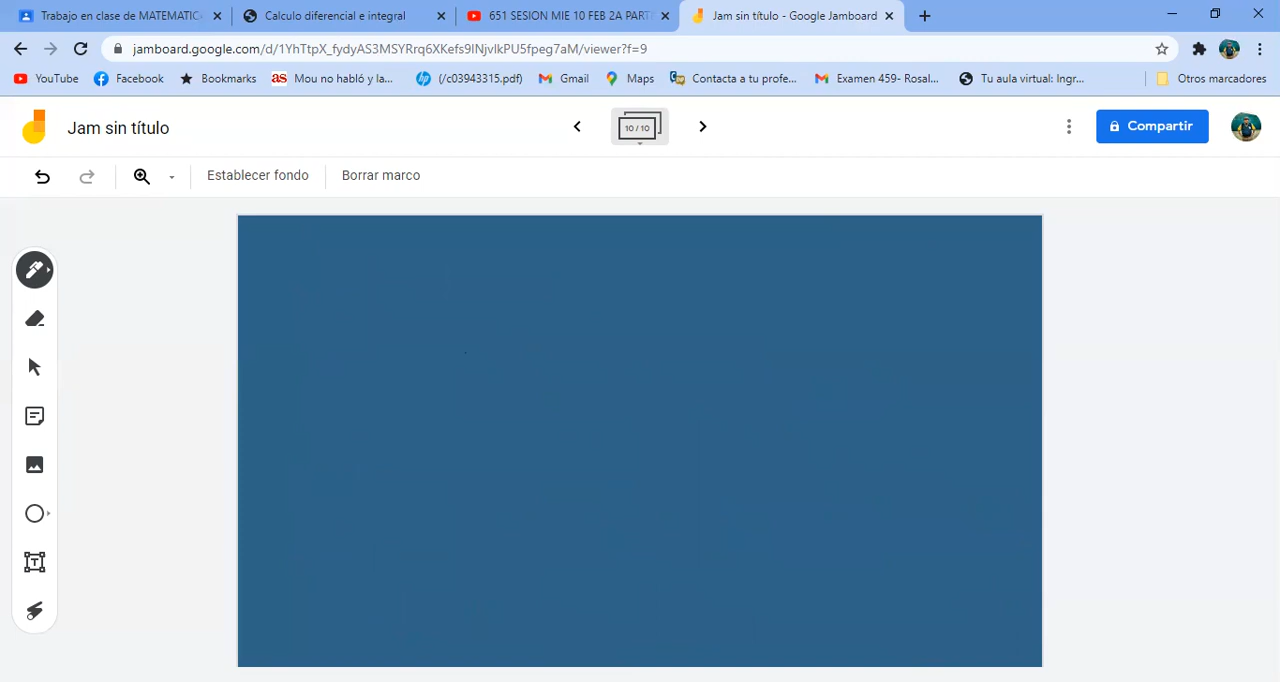 Trabajo en clase de MATEMATIC
Calculo diferencial e integral
651 SESION MIE 10 FEB 2A PART
Jam sin título - Google Jamboard
jamboard.google.com/d/1YhTtpX_fydyAS3MSYRrq6XKefs9INjvlkPU5fpeg7aM/viewer?f=9
YouTube
Facebook
Bookmarks
as
Mou no habló y la...
hp
(/c03943315.pdf)
Gmail
Maps
Contacta a tu profe...
Examen 459- Rosal...
Tu aula virtual: Ingr...
Otros marcadores
Jam sin título
10 / 10
Compartir
Establecer fondo
Borrar marco